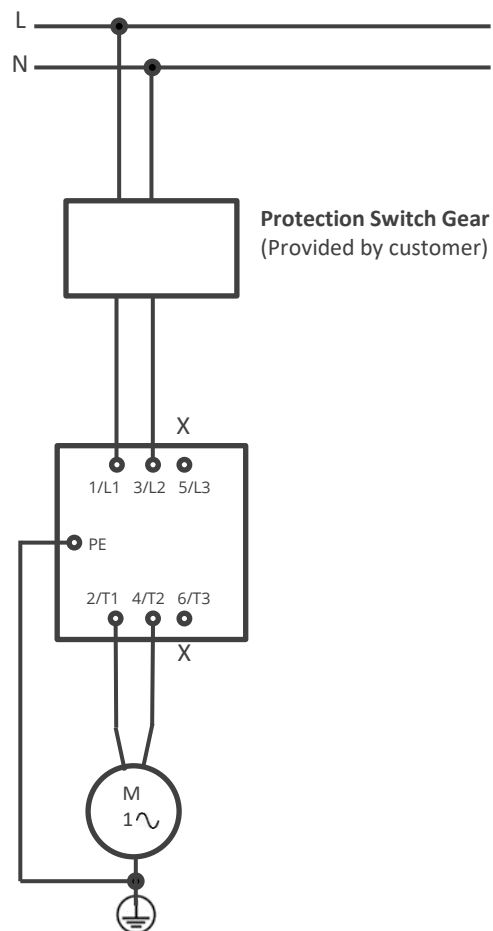 L
N
Protection Switch Gear
(Provided by customer)
X
1/L1 3/L2 5/L3
PE
2/T1 4/T2 6/T3
X
M
1∿